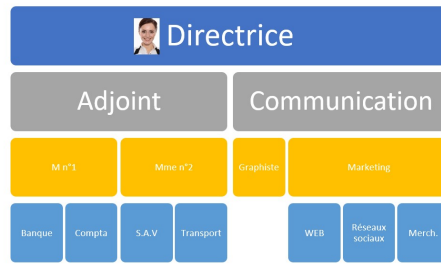 Directrice
Adjoint
Communication
M n°1
Mme n°2
Graphiste
Marketing
Banque
Compta
S.A.V
Transport
WEB
Réseaux
sociaux
Merch.